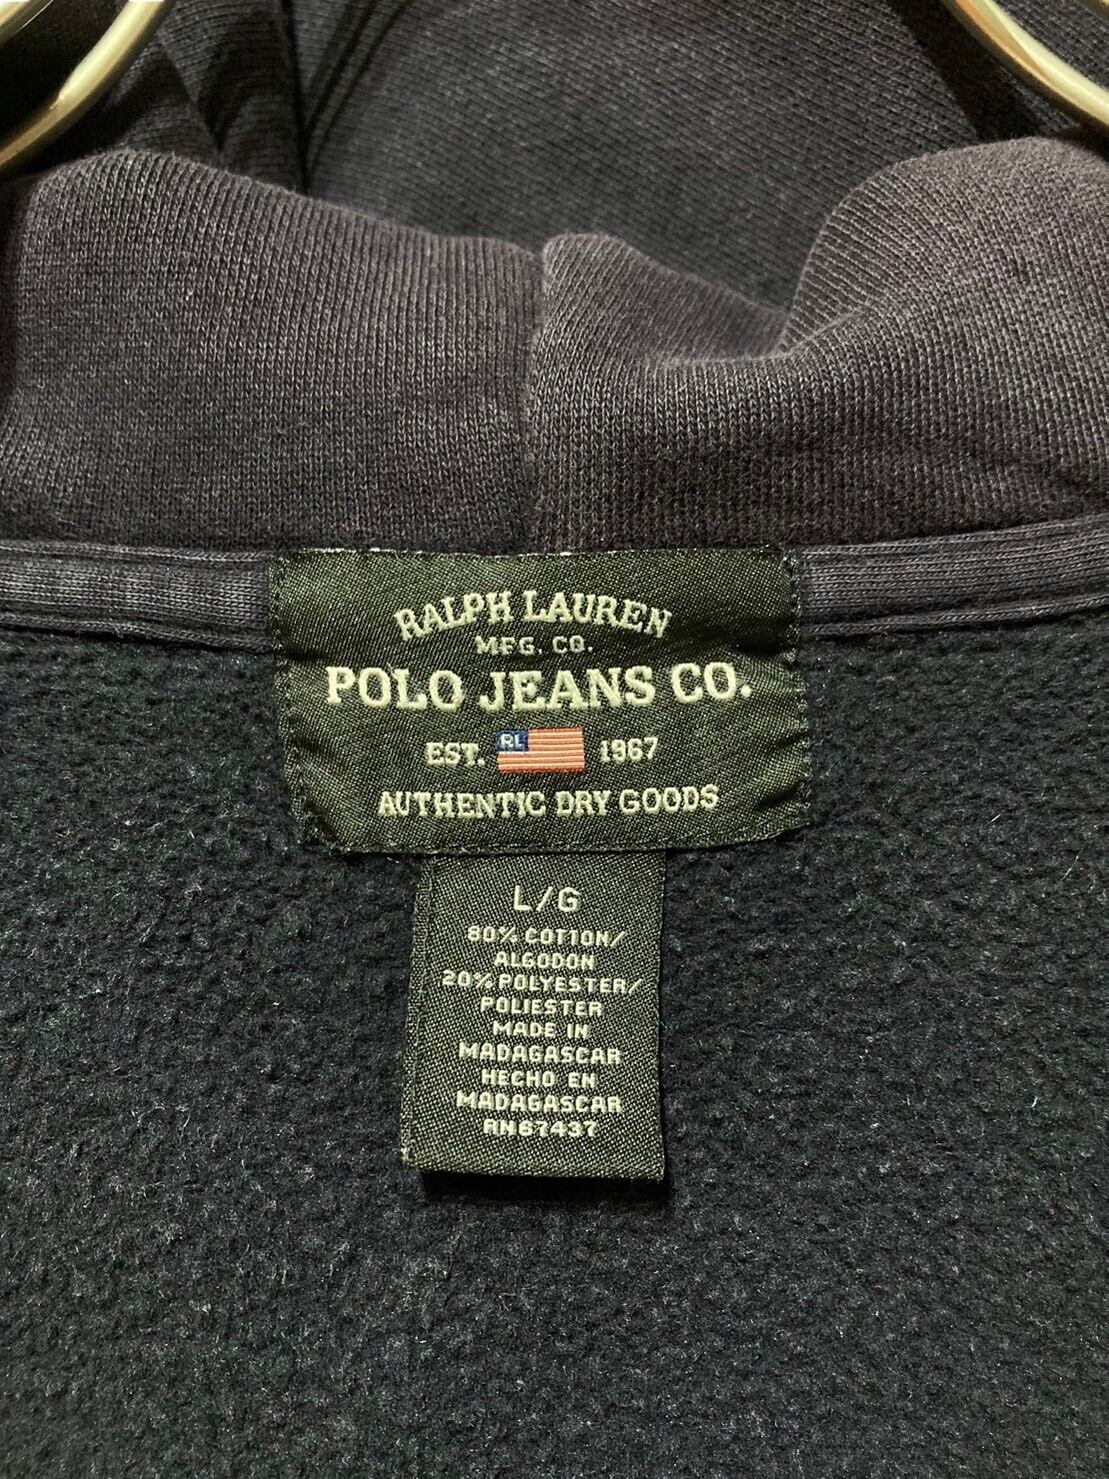 RALPH LAUREN
MFG. CO.
POLO JEANS CO.
EST. RL 1967
AUTHENTIC DRY GOODS
L/G
80% COTTON/
ALGODON
20% POLYESTER/
POLIESTER
MADE IN
MADAGASCAR
HECHO EN
MADAGASCAR
RN67437